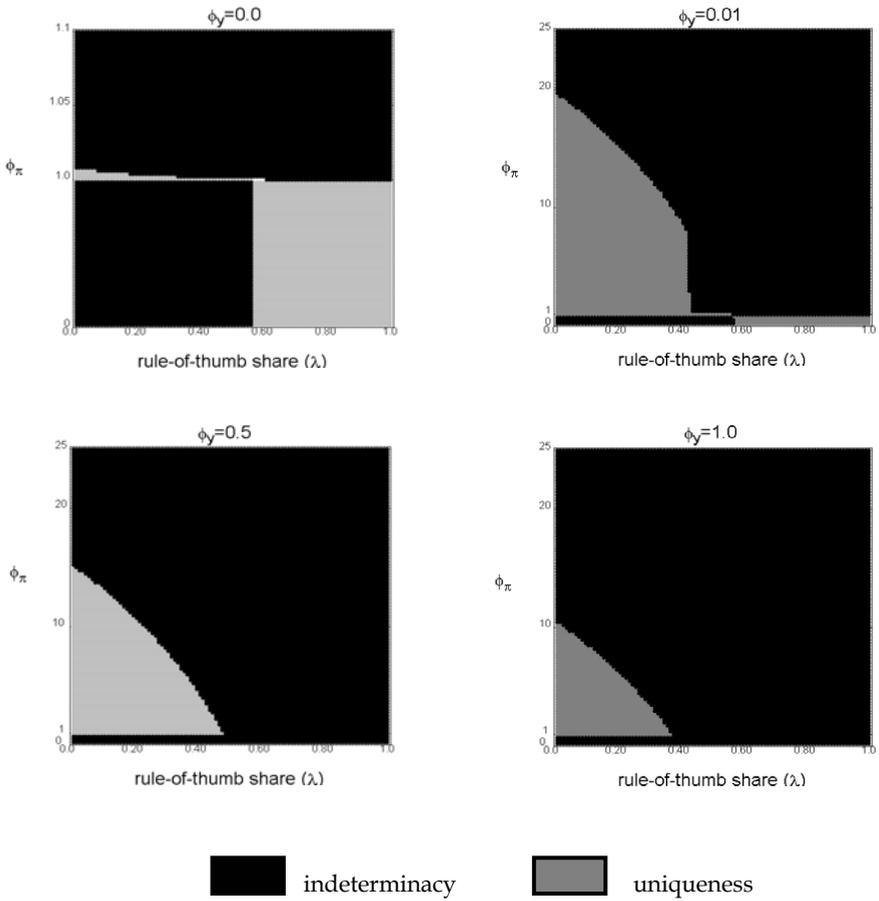 ϕy=0.0
1.1
1.05
ϕπ
1.0
0
0.0 0.20 0.40 0.60 0.80 1.0
rule-of-thumb share (λ)
ϕy=0.01
25
20
ϕπ
10
1
0
0.0 0.20 0.40 0.60 0.80 1.0
rule-of-thumb share (λ)
ϕy=0.5
25
20
ϕπ
10
1
0
0.0 0.20 0.40 0.60 0.80 1.0
rule-of-thumb share (λ)
ϕy=1.0
25
20
ϕπ
10
1
0
0.0 0.20 0.40 0.60 0.80 1.0
rule-of-thumb share (λ)
indeterminacy
uniqueness